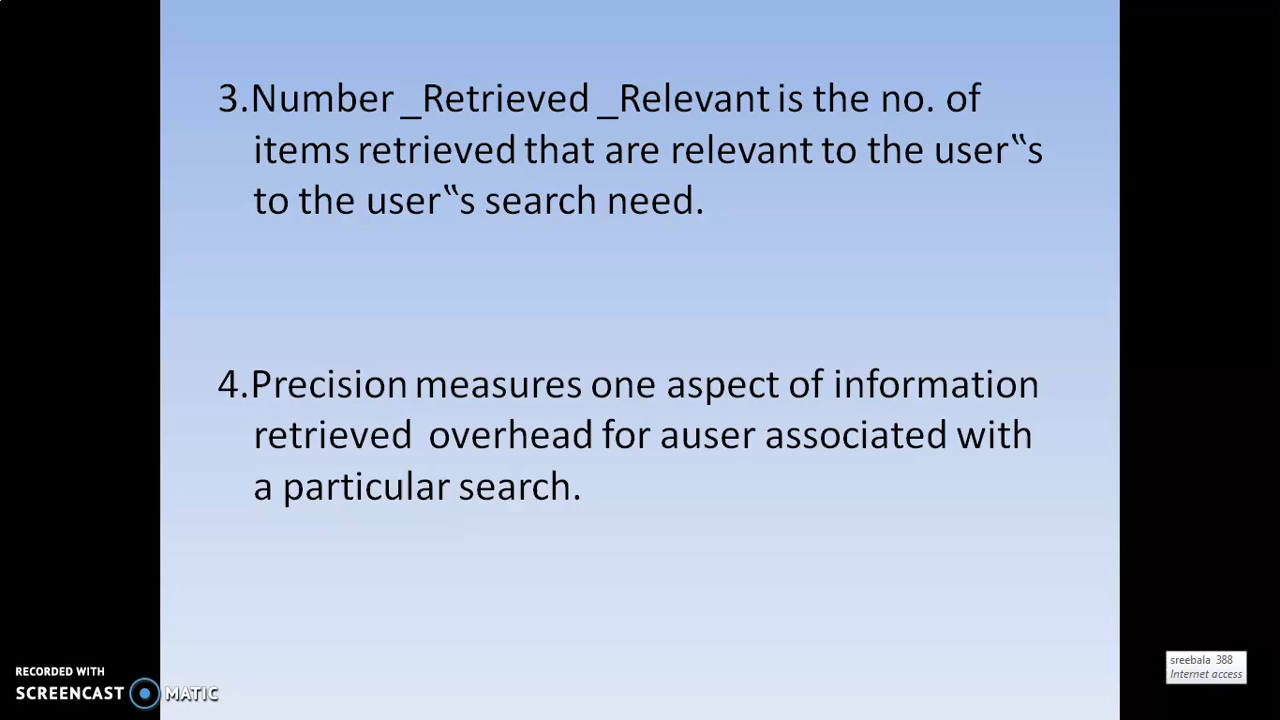 3.Number _Retrieved _Relevant is the no. of
items retrieved that are relevant to the user‟s
to the user‟s search need.
4.Precision measures one aspect of information
retrieved overhead for auser associated with
a particular search.
RECORDED WITH
SCREENCAST MATIC
sreebala 388
Internet access